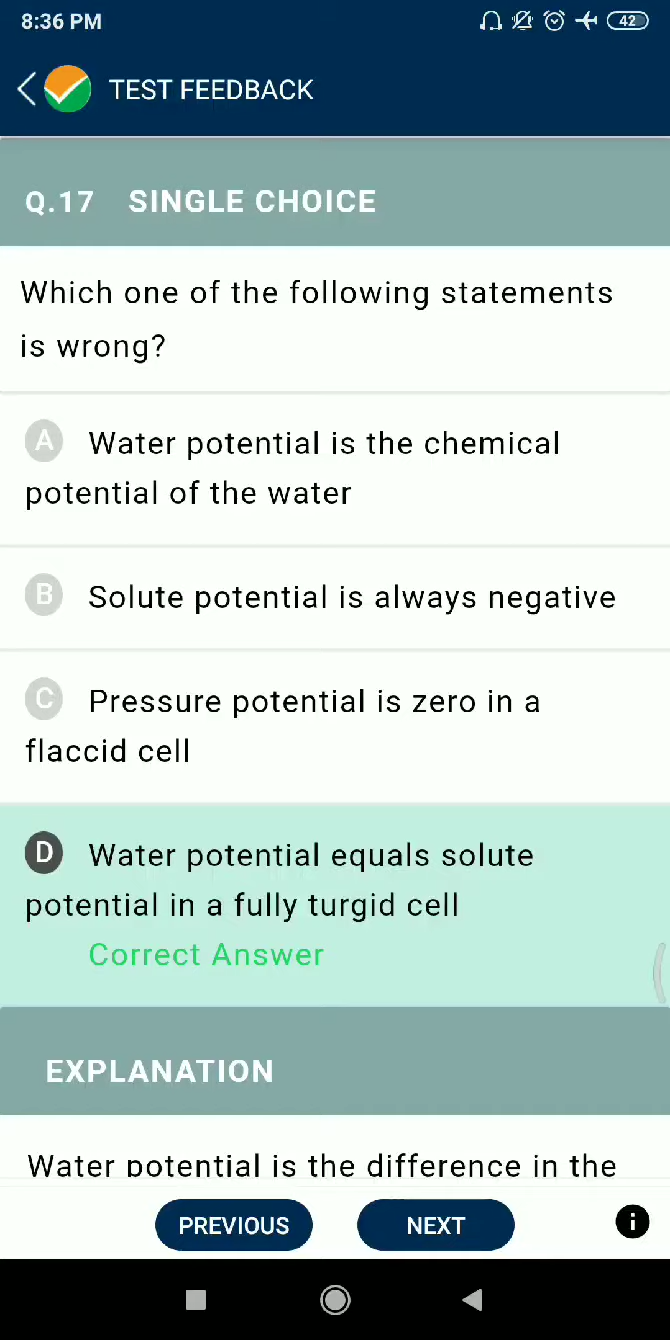 8:36 PM 42
TEST FEEDBACK
Q.17 SINGLE CHOICE
Which one of the following statements
is wrong?
A Water potential is the chemical
potential of the water
B Solute potential is always negative
C Pressure potential is zero in a
flaccid cell
D Water potential equals solute
potential in a fully turgid cell
Correct Answer
EXPLANATION
Water potential is the difference in the
PREVIOUS NEXT i